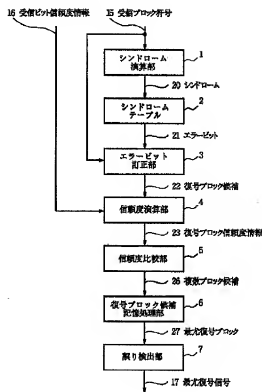 16 受信ビット信頼度情報
15 受信ブロック符号
シンドローム
演算部
1
20 シンドローム
シンドローム
テーブル
2
21 エラービット
エラービット
訂正部
3
22 復号ブロック候補
信頼度演算部
4
23 復号ブロック信頼度情報
信頼度比較部
5
26 複数ブロック候補
復号ブロック候補
記憶処理部
6
27 最尤復号ブロック
誤り検出部
7
17 最尤復号信号